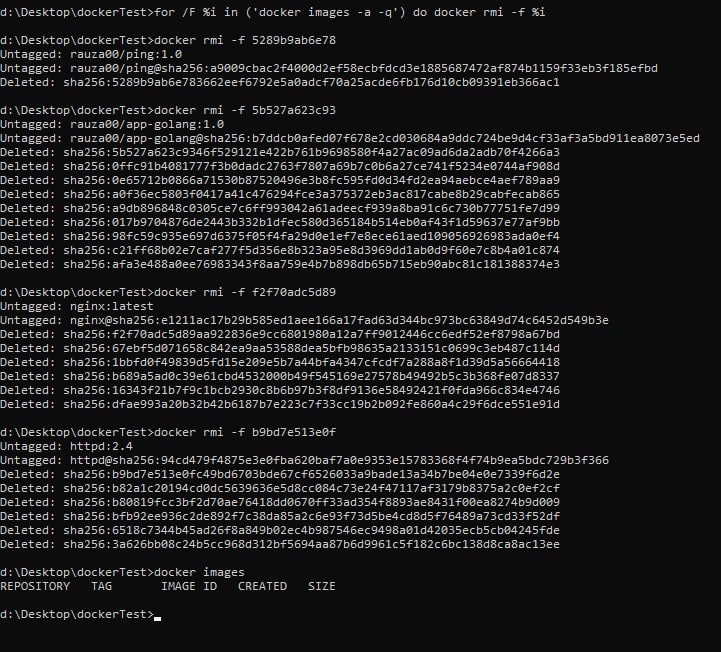 d:\Desktop\dockerTest>for /F %i in ('docker images -a -q') do docker rmi -f %i
d:\Desktop\dockerTest>docker rmi -f 5289b9ab6e78
Untagged: rauza00/ping:1.0
Untagged: rauza00/ping@sha256:a9009cbac2f4000d2ef58ecbfdcd3e1885687472af874b1159f33eb3f185efbd
Deleted: sha256:5289b9ab6e783662eef6792e5a0adcf70a25acde6fb176d10cb09391eb366ac1
d:\Desktop\dockerTest>docker rmi -f 5b527a623c93
Untagged: rauza00/app-golang:1.0
Untagged: rauza00/app-golang@sha256:b7ddcb0afed07f678e2cd030684a9ddc724be9d4cf33af3a5bd911ea8073e5ed
Deleted: sha256:5b527a623c9346f529121e422b761b9698580f4a27ac09ad6da2adb70f4266a3
Deleted: sha256:0ffc91b4081777f3b0dadc2763f7807a69b7c0b6a27ce741f5234e0744af908d
Deleted: sha256:0e65712b0866a71530b87520496e3b8fc595fd0d34fd2ea94aebce4aef789aa9
Deleted: sha256:a0f36ec5803f0417a41c476294fce3a375372eb3ac817cabe8b29cabfecab865
Deleted: sha256:a9db896848c0305ce7c6ff993042a61adeecf939a8ba91c6c730b77751fe7d99
Deleted: sha256:017b9704876de2443b332b1dfec580d365184b514eb0af43f1d59637e77af9bb
Deleted: sha256:98fc59c935e697d6375f05f4fa29d0e1ef7e8ece61aed109056926983ada0ef4
Deleted: sha256:c21ff68b02e7caf277f5d356e8b323a95e8d3969dd1ab0d9f60e7c8b4a01c874
Deleted: sha256:afa3e488a0ee76983343f8aa759e4b7b898db65b715eb90abc81c181388374e3
d:\Desktop\dockerTest>docker rmi -f f2f70adc5d89
Untagged: nginx:latest
Untagged: nginx@sha256:e1211ac17b29b585ed1aee166a17fad63d344bc973bc63849d74c6452d549b3e
Deleted: sha256:f2f70adc5d89aa922836e9cc6801980a12a7ff9012446cc6edf52ef8798a67bd
Deleted: sha256:67ebf5d071658c842ea9aa53588dea5bfb98635a2133151c0699c3eb487c114d
Deleted: sha256:1bbfd0f49839d5fd15e209e5b7a44bfa4347cfcdf7a288a8f1d39d5a56664418
Deleted: sha256:b689a5ad0c39e61cbd4532000b49f545169e27578b49492b5c3b368fe07d8337
Deleted: sha256:16343f21b7f9c1bcb2930c8b6b97b3f8df9136e58492421f0fda966c834e4746
Deleted: sha256:dfae993a20b32b42b6187b7e223c7f33cc19b2b092fe860a4c29f6dce551e91d
d:\Desktop\dockerTest>docker rmi -f b9bd7e513e0f
Untagged: httpd:2.4
Untagged: httpd@sha256:94cd479f4875e3e0fba620baf7a0e9353e15783368f4f74b9ea5bdc729b3f366
Deleted: sha256:b9bd7e513e0fc49bd6703bde67cf6526033a9bade13a34b7be04e0e7339f6d2e
Deleted: sha256:b82a1c20194cd0dc5639636e5d8cc084c73e24f47117af3179b8375a2c0ef2cf
Deleted: sha256:b80819fcc3bf2d70ae76418dd0670ff33ad354f8893ae8431f00ea8274b9d009
Deleted: sha256:bfb92ee936c2de892f7c38da85a2c6e93f73d5be4cd8d5f76489a73cd33f52df
Deleted: sha256:6518c7344b45ad26f8a849b02ec4b987546ec9498a01d42035ecb5cb04245fde
Deleted: sha256:3a626bb08c24b5cc968d312bf5694aa87b6d9961c5f182c6bc138d8ca8ac13ee
d:\Desktop\dockerTest>docker images
REPOSITORY   TAG       IMAGE ID   CREATED   SIZE
d:\Desktop\dockerTest>